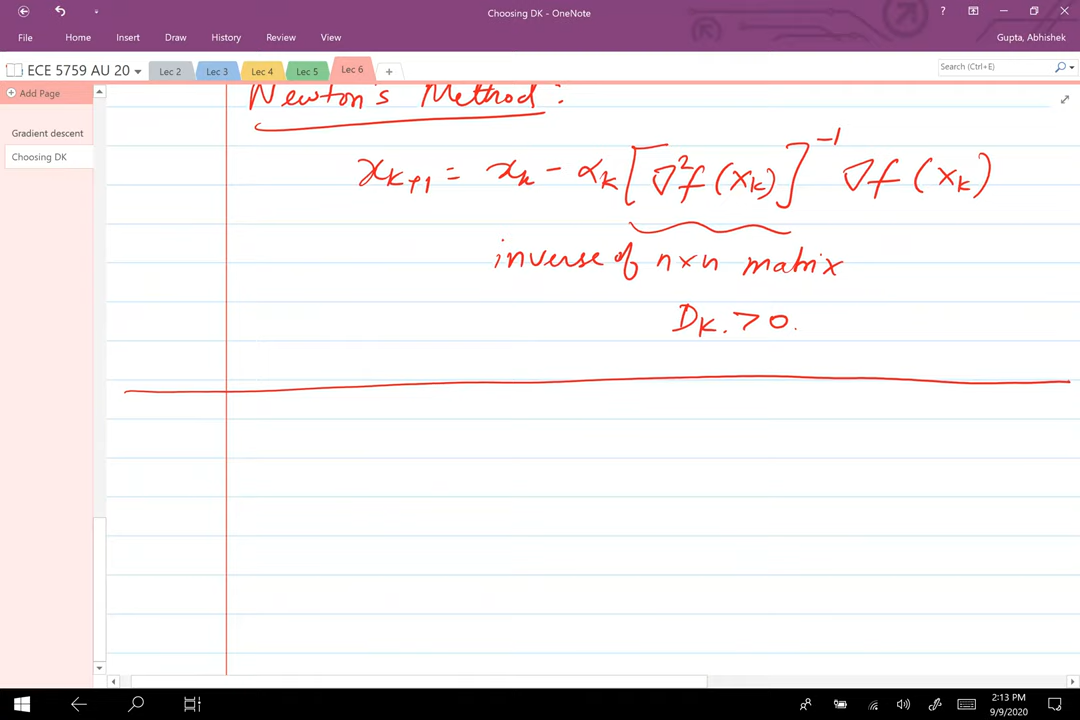 Choosing DK - OneNote
?
File Home Insert Draw History Review View Gupta, Abhishek
ECE 5759 AU 20 Lec 2 Lec 3 Lec 4 Lec 5 Lec 6 Search (Ctrl+E)
Add Page
Gradient descent
Choosing DK
Newton's Method :
x_{k+1} = x_k - α_k [∇²f(x_k)]^{-1} ∇f(x_k)
inverse of n×n matrix
D_k. > 0.
2:13 PM
9/9/2020